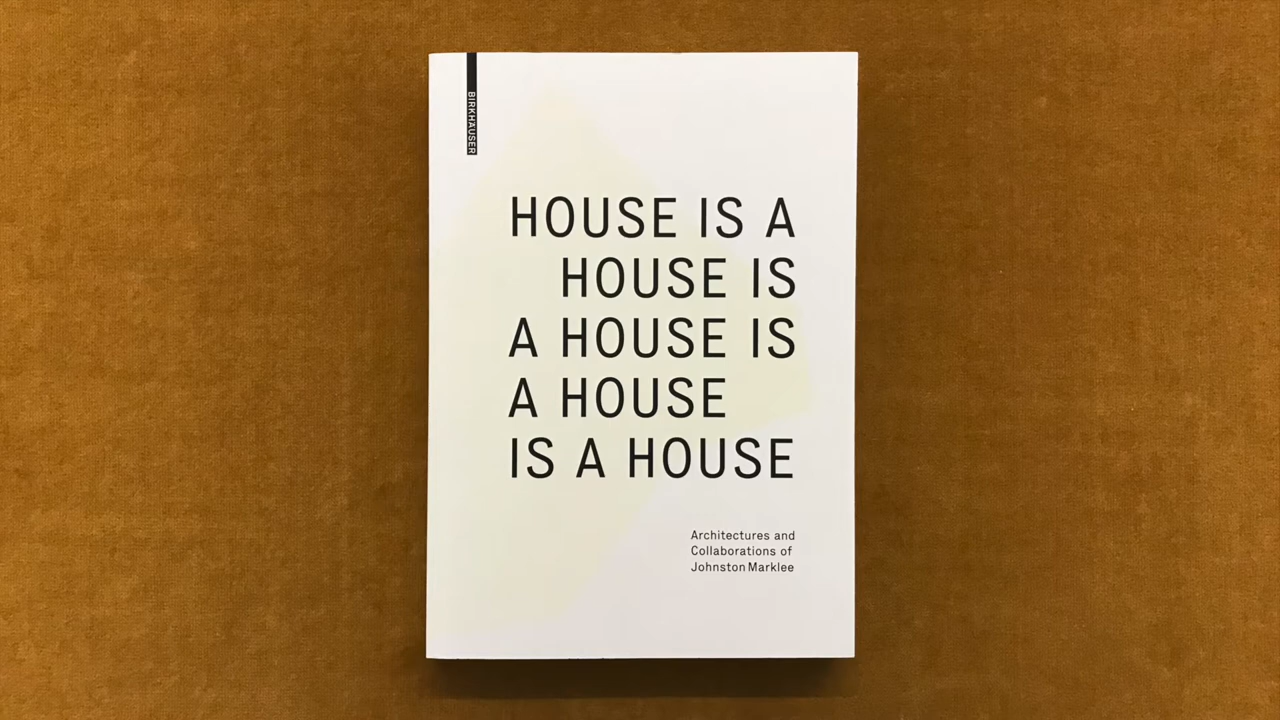 BIRKHÄUSER
HOUSE IS A
HOUSE IS
A HOUSE IS
A HOUSE
IS A HOUSE
Architectures and
Collaborations of
Johnston Marklee